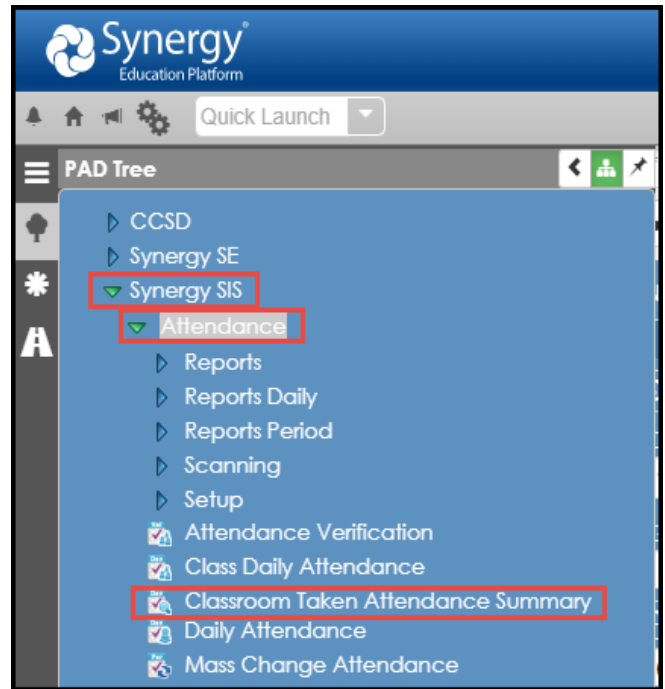 Synergy
Education Platform
Quick Launch
PAD Tree
CCSD
Synergy SE
Synergy SIS
Attendance
Reports
Reports Daily
Reports Period
Scanning
Setup
Attendance Verification
Class Daily Attendance
Classroom Taken Attendance Summary
Daily Attendance
Mass Change Attendance